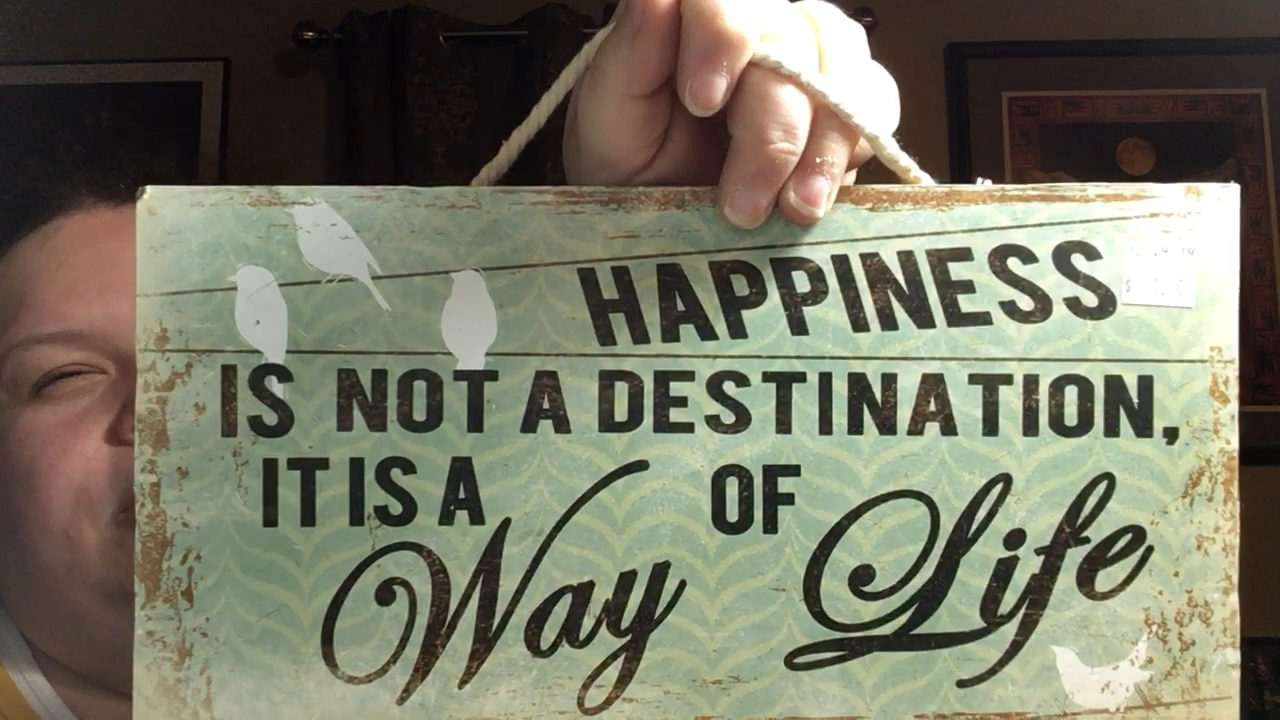 HAPPINESS
IS NOT A DESTINATION,
IT IS A Way OF Life